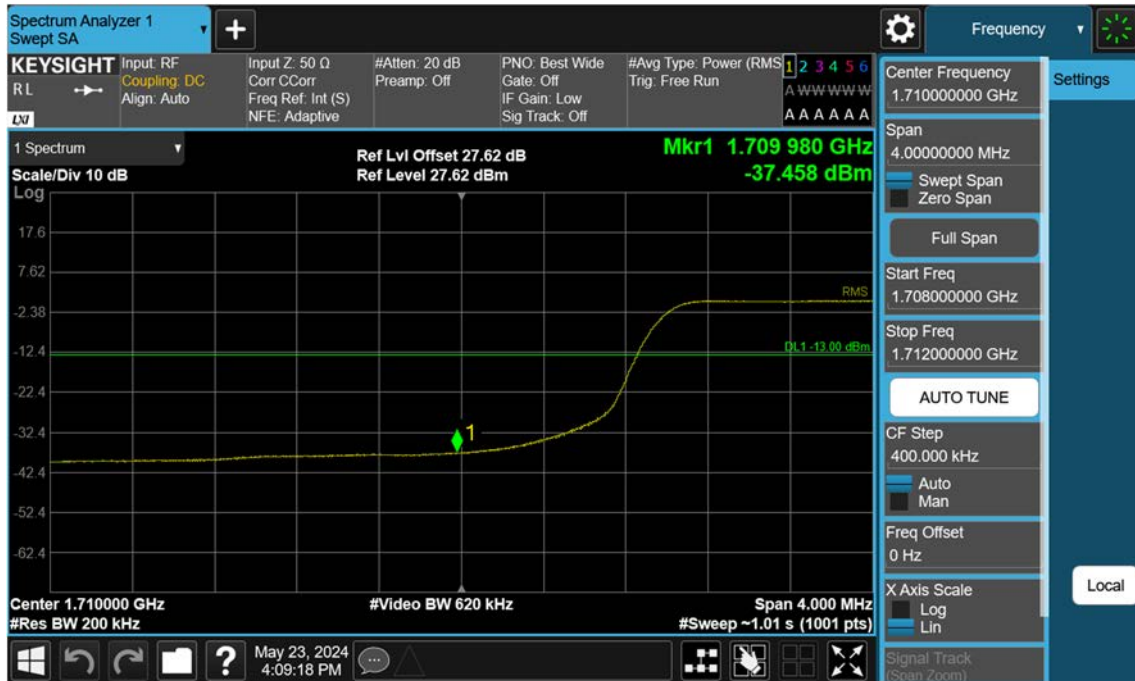 Spectrum Analyzer 1
Swept SA
Frequency
KEYSIGHT
R L
LXI
Input: RF
Coupling: DC
Align: Auto
Input Z: 50 Ω
Corr CCorr
Freq Ref: Int (S)
NFE: Adaptive
#Atten: 20 dB
Preamp: Off
PNO: Best Wide
Gate: Off
IF Gain: Low
Sig Track: Off
#Avg Type: Power (RMS
Trig: Free Run
1 2 3 4 5 6
A W W W W W
A A A A A A
1 Spectrum
Scale/Div 10 dB
Ref Lvl Offset 27.62 dB
Ref Level 27.62 dBm
Mkr1 1.709 980 GHz
-37.458 dBm
Log
17.6
7.62
-2.38
-12.4
-22.4
-32.4
-42.4
-52.4
-62.4
RMS
DL1 -13.00 dBm
1
Center 1.710000 GHz
#Res BW 200 kHz
#Video BW 620 kHz
Span 4.000 MHz
#Sweep ~1.01 s (1001 pts)
Center Frequency
1.710000000 GHz
Span
4.00000000 MHz
Swept Span
Zero Span
Full Span
Start Freq
1.708000000 GHz
Stop Freq
1.712000000 GHz
AUTO TUNE
CF Step
400.000 kHz
Auto
Man
Freq Offset
0 Hz
X Axis Scale
Log
Lin
Signal Track
(Span Zoom)
Settings
Local
?
May 23, 2024
4:09:18 PM